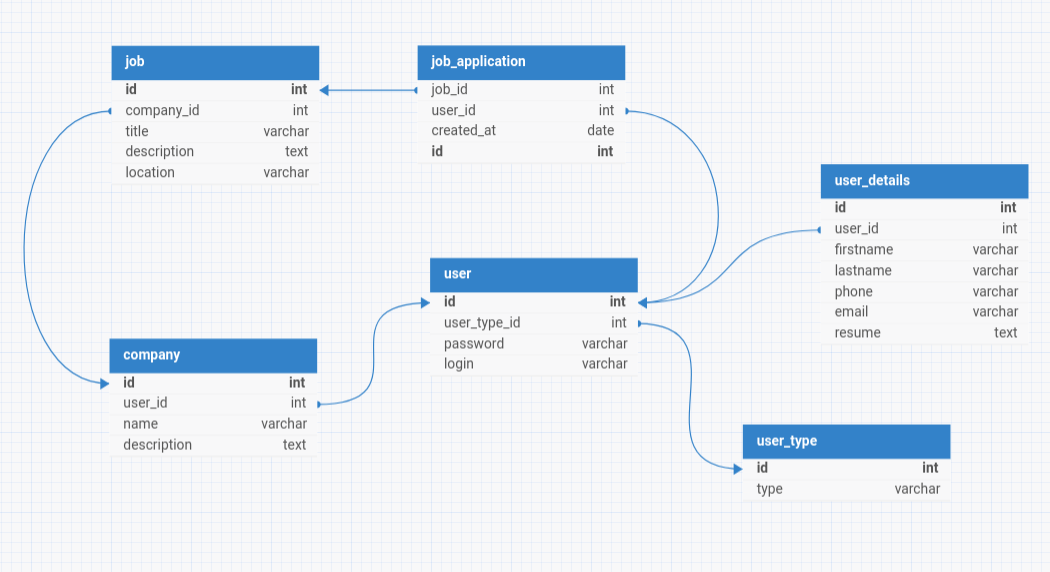 job
id int
company_id int
title varchar
description text
location varchar
job_application
job_id int
user_id int
created_at date
id int
user_details
id int
user_id int
firstname varchar
lastname varchar
phone varchar
email varchar
resume text
user
id int
user_type_id int
password varchar
login varchar
company
id int
user_id int
name varchar
description text
user_type
id int
type varchar